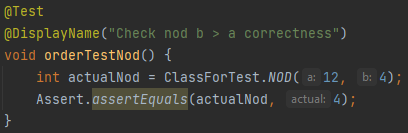 @Test
@DisplayName("Check nod b > a correctness")
void orderTestNod() {
int actualNod = ClassForTest.NOD( a: 12, b: 4);
Assert.assertEquals(actualNod, actual: 4);
}